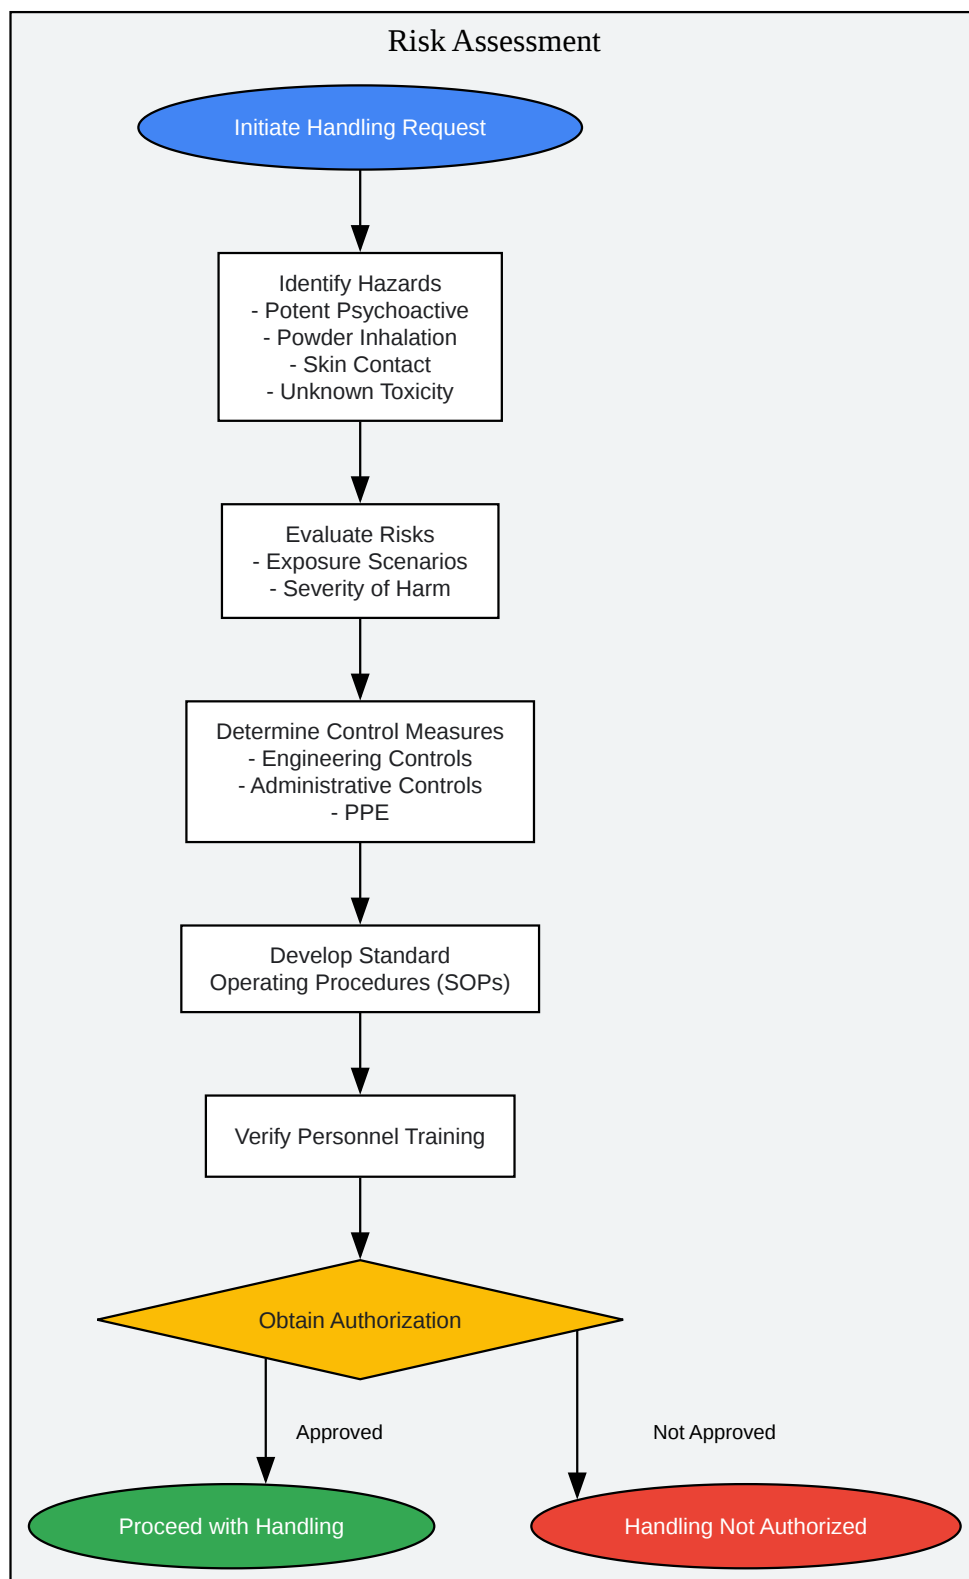 Risk Assessment
Initiate Handling Request
Identify Hazards
- Potent Psychoactive
- Powder Inhalation
- Skin Contact
- Unknown Toxicity
Evaluate Risks
- Exposure Scenarios
- Severity of Harm
Determine Control Measures
- Engineering Controls
- Administrative Controls
- PPE
Develop Standard
Operating Procedures (SOPs)
Verify Personnel Training
Obtain Authorization
Approved
Not Approved
Proceed with Handling
Handling Not Authorized